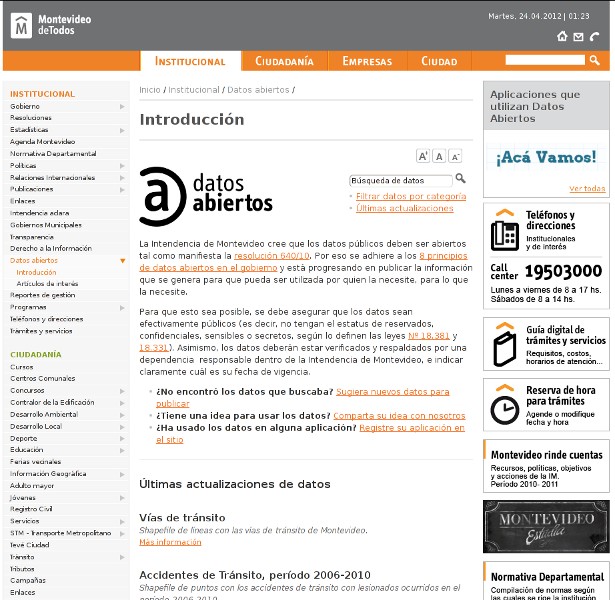 Montevideo
deTodos
Martes, 24.04.2012 | 01:23
INSTITUCIONAL
CIUDADANÍA
EMPRESAS
CIUDAD
INSTITUCIONAL
Gobierno
Resoluciones
Estadísticas
Agenda Montevideo
Normativa Departamental
Políticas
Relaciones Internacionales
Publicaciones
Enlaces
Intendencia aclara
Gobiernos Municipales
Transparencia
Derecho a la Información
Datos abiertos
Introducción
Artículos de interés
Reportes de gestión
Programas
Teléfonos y direcciones
Trámites y servicios
CIUDADANÍA
Cursos
Centros Comunales
Concursos
Contralor de la Edificación
Desarrollo Ambiental
Desarrollo Local
Deporte
Educación
Ferias vecinales
Información Geográfica
Adulto mayor
Jóvenes
Registro Civil
Servicios
STM - Transporte Metropolitano
Tevé Ciudad
Tránsito
Tributos
Campañas
Enlaces
Inicio / Institucional / Datos abiertos /
Introducción
A+ A A-
a datos
abiertos
Búsqueda de datos
Filtrar datos por categoría
Últimas actualizaciones
La Intendencia de Montevideo cree que los datos públicos deben ser abiertos
tal como manifiesta la resolución 640/10. Por eso se adhiere a los 8 principios
de datos abiertos en el gobierno y está progresando en publicar la información
que se genera para que pueda ser utilizada por quien la necesite, para lo que
la necesite.
Para que esto sea posible, se debe asegurar que los datos sean
efectivamente públicos (es decir, no tengan el estatus de reservados,
confidenciales, sensibles o secretos, según lo definen las leyes Nº 18.381 y
18.331). Asimismo, los datos deberán estar verificados y respaldados por una
dependencia responsable dentro de la Intendencia de Montevideo, e indicar
claramente cuál es su fecha de vigencia.
¿No encontró los datos que buscaba? Sugiera nuevos datos para
publicar
¿Tiene una idea para usar los datos? Comparta su idea con nosotros
¿Ha usado los datos en alguna aplicación? Registre su aplicación en
el sitio
Últimas actualizaciones de datos
Vías de tránsito
Shapefile de líneas con las vías de tránsito de Montevideo.
Más información
Accidentes de Tránsito, período 2006-2010
Shapefile de puntos con los accidentes de tránsito con lesionados ocurridos en el
período 2006-2010
Aplicaciones que
utilizan Datos
Abiertos
¡Acá Vamos!
Ver todas
Teléfonos y
direcciones
Institucionales
y de interés
Call
center 19503000
Lunes a viernes de 8 a 17 hs.
Sábados de 8 a 14 hs.
Guía digital de
trámites y servicios
Requisitos, costos,
horarios de atención...
Reserva de hora
para trámites
Agende o modifique
fecha y hora
Montevideo rinde cuentas
Recursos, políticas, objetivos
y acciones de la IM.
Período 2010- 2011
MONTEVIDEO
Estudia
Normativa Departamental
Compilación de normas según
las cuales se rige la institución